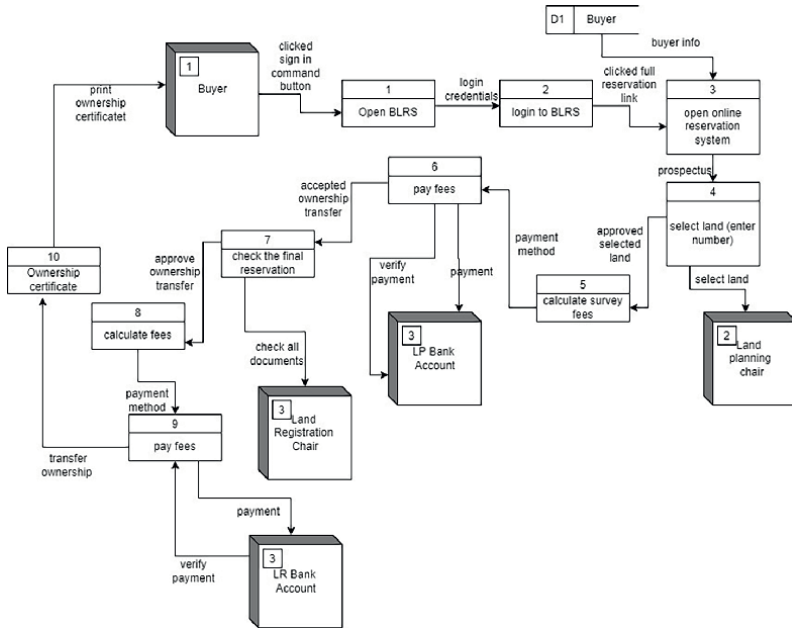 D1 Buyer
buyer info
1
Buyer
clicked
sign in
command
button
1
Open BLRS
login
credentials
2
login to BLRS
clicked full
reservation
link
3
open online
reservation
system
print
ownership
certificatet
prospectus
4
select land (enter
number)
select land
2
Land
planning
chair
approved
selected
land
5
calculate survey
fees
payment
method
6
pay fees
verify
payment
payment
3
LP Bank
Account
accepted
ownership
transfer
7
check the final
reservation
check all
documents
3
Land
Registration
Chair
approve
ownership
transfer
8
calculate fees
payment
method
9
pay fees
payment
verify
payment
3
LR Bank
Account
transfer
ownership
10
Ownership
certificate